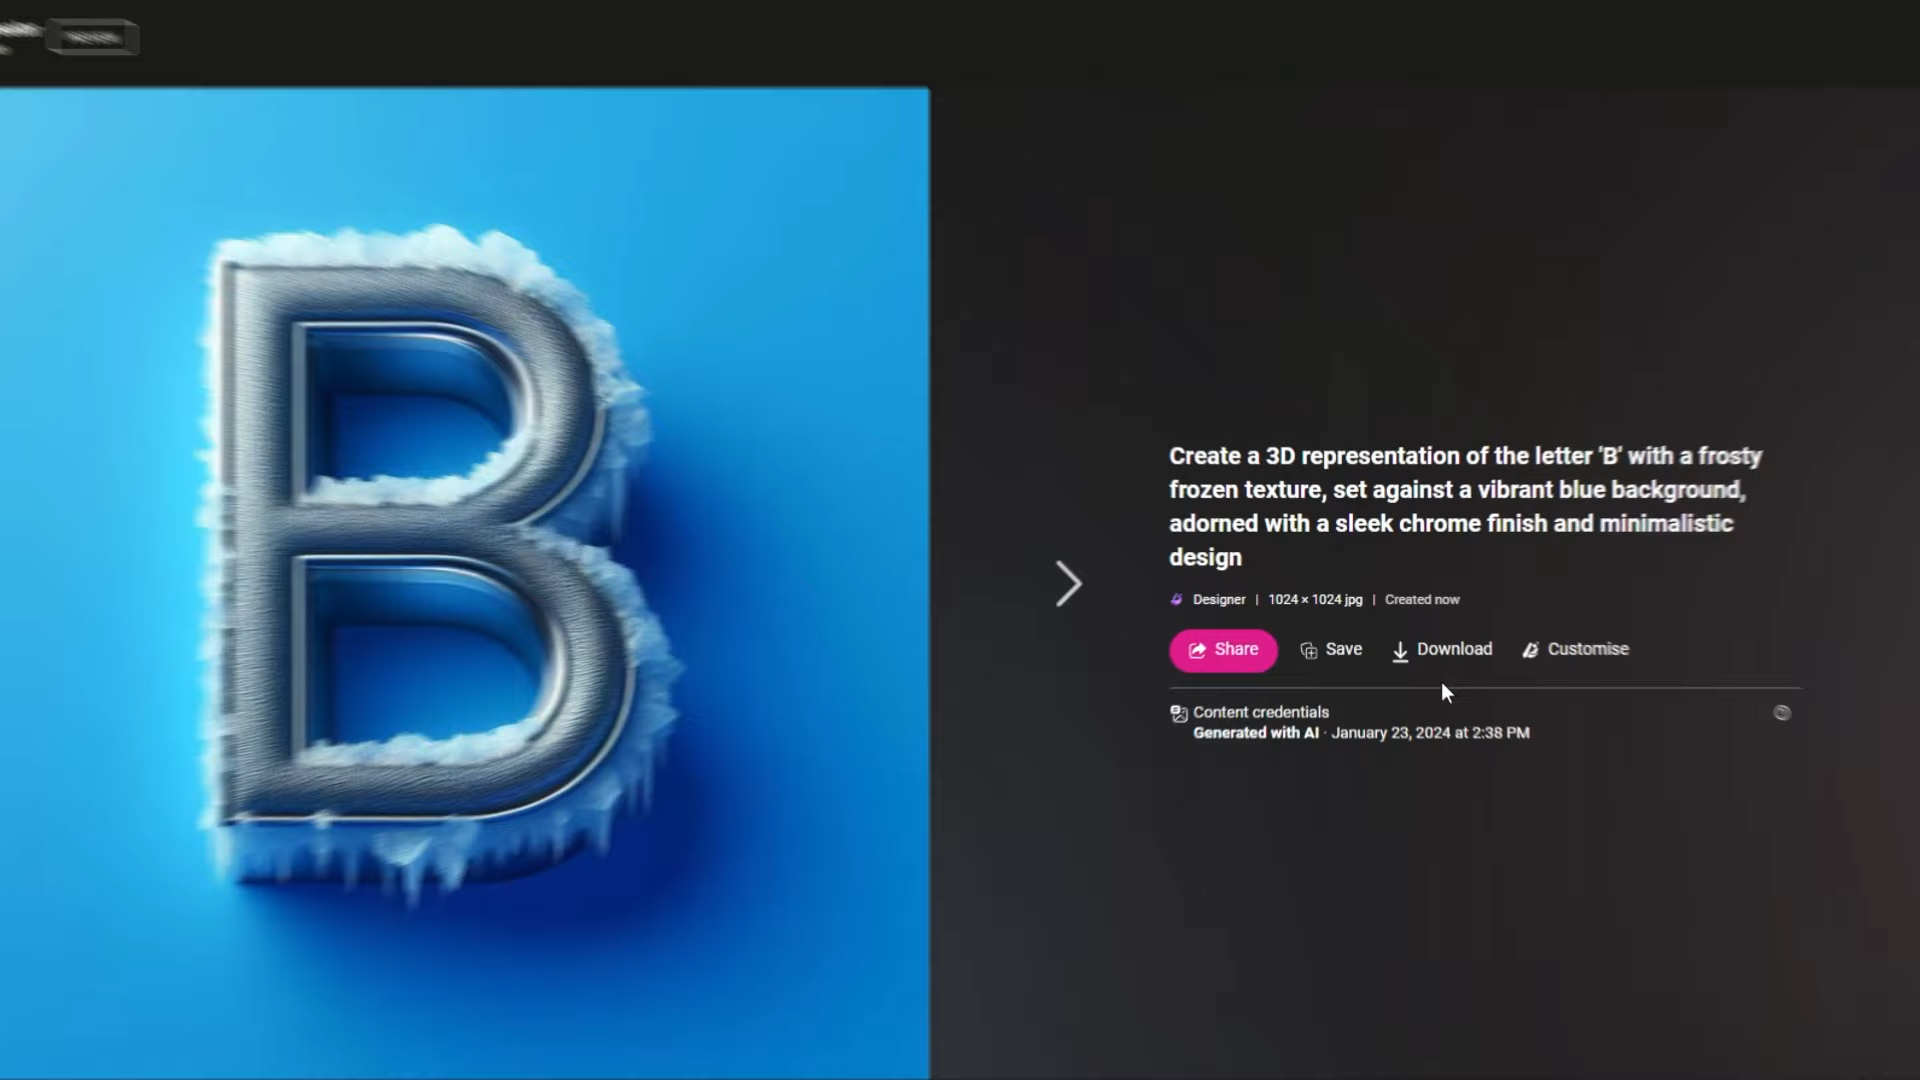 B
Create a 3D representation of the letter 'B' with a frosty
frozen texture, set against a vibrant blue background,
adorned with a sleek chrome finish and minimalistic
design
Designer | 1024 × 1024 jpg | Created now
Share Save Download Customise
Content credentials
Generated with AI · January 23, 2024 at 2:38 PM